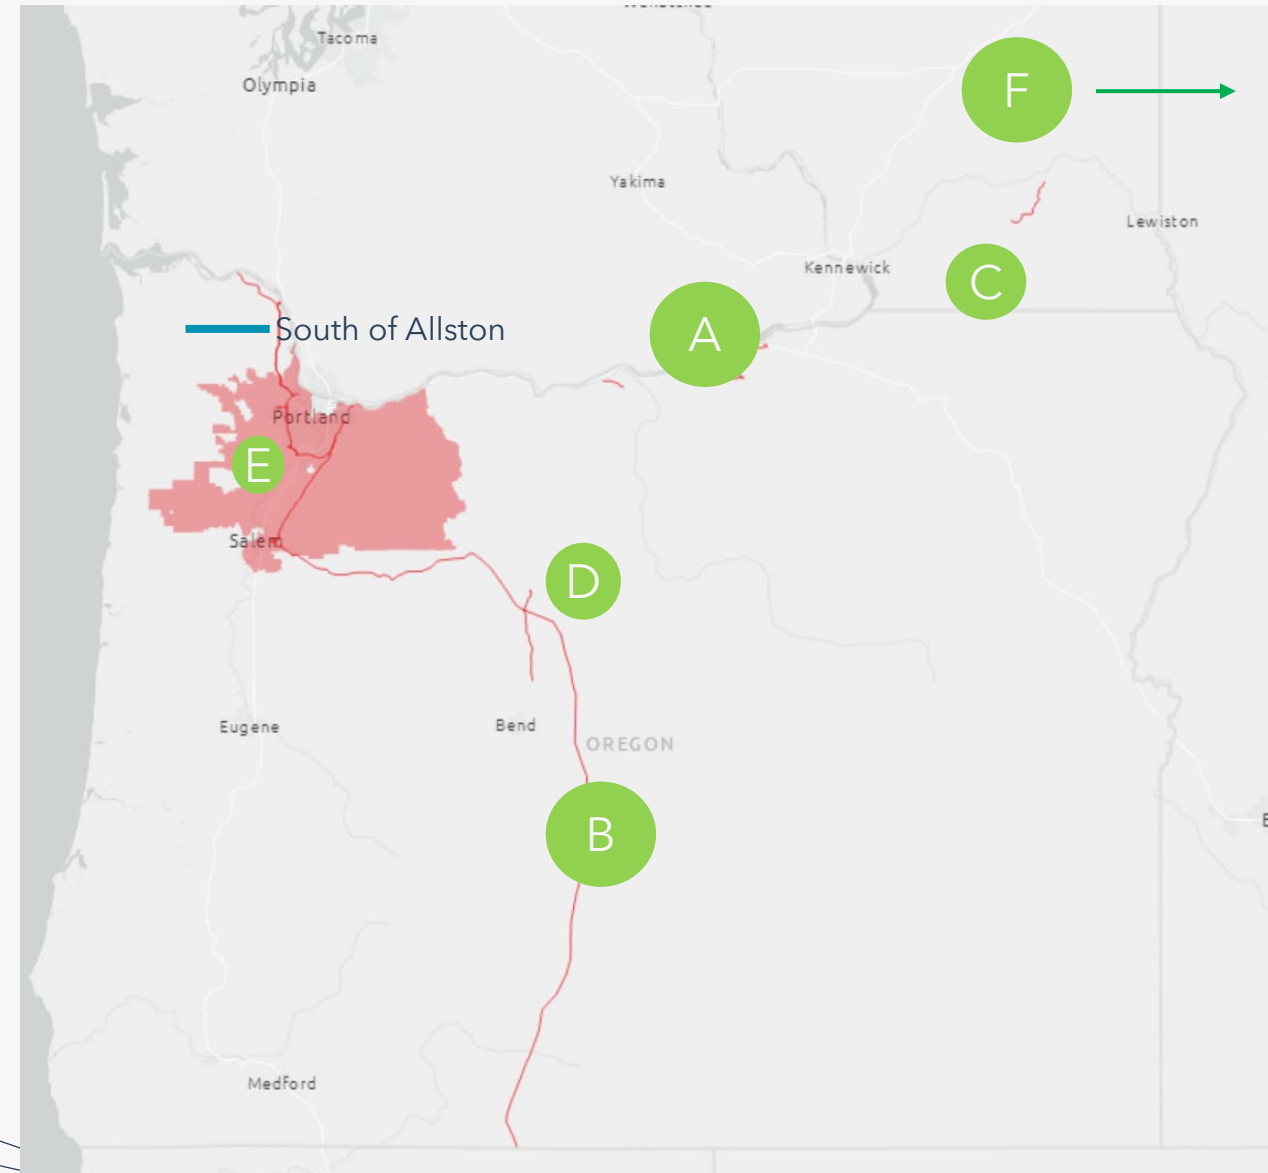 Tacoma
Olympia
F
Yakima
Lewiston
Kennewick
C
South of Allston
A
Portland
E
Salem
D
Eugene
Bend
OREGON
B
Medford